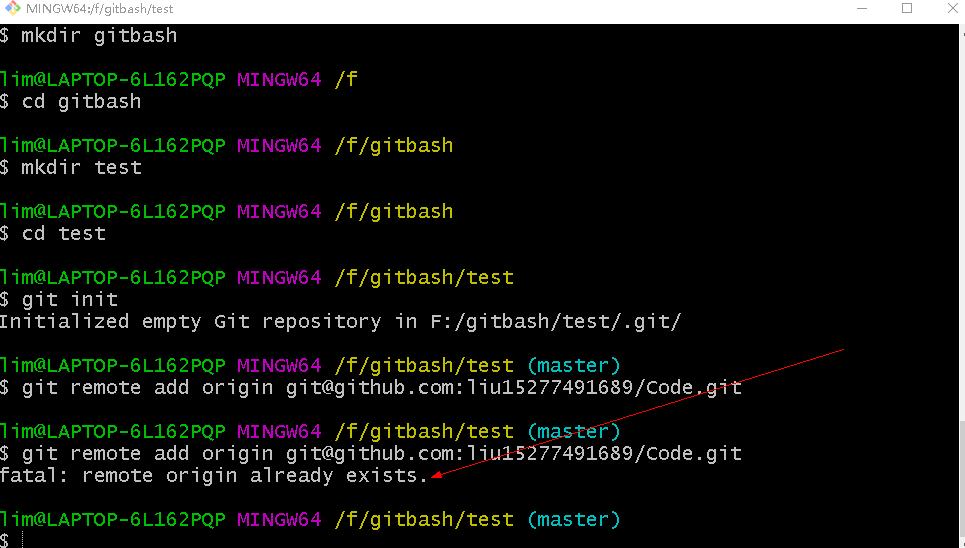 MINGW64:/f/gitbash/test
$ mkdir gitbash
lim@LAPTOP-6L162PQP MINGW64 /f
$ cd gitbash
lim@LAPTOP-6L162PQP MINGW64 /f/gitbash
$ mkdir test
lim@LAPTOP-6L162PQP MINGW64 /f/gitbash
$ cd test
lim@LAPTOP-6L162PQP MINGW64 /f/gitbash/test
$ git init
Initialized empty Git repository in F:/gitbash/test/.git/
lim@LAPTOP-6L162PQP MINGW64 /f/gitbash/test (master)
$ git remote add origin git@github.com:liu15277491689/Code.git
lim@LAPTOP-6L162PQP MINGW64 /f/gitbash/test (master)
$ git remote add origin git@github.com:liu15277491689/Code.git
fatal: remote origin already exists.
lim@LAPTOP-6L162PQP MINGW64 /f/gitbash/test (master)
$